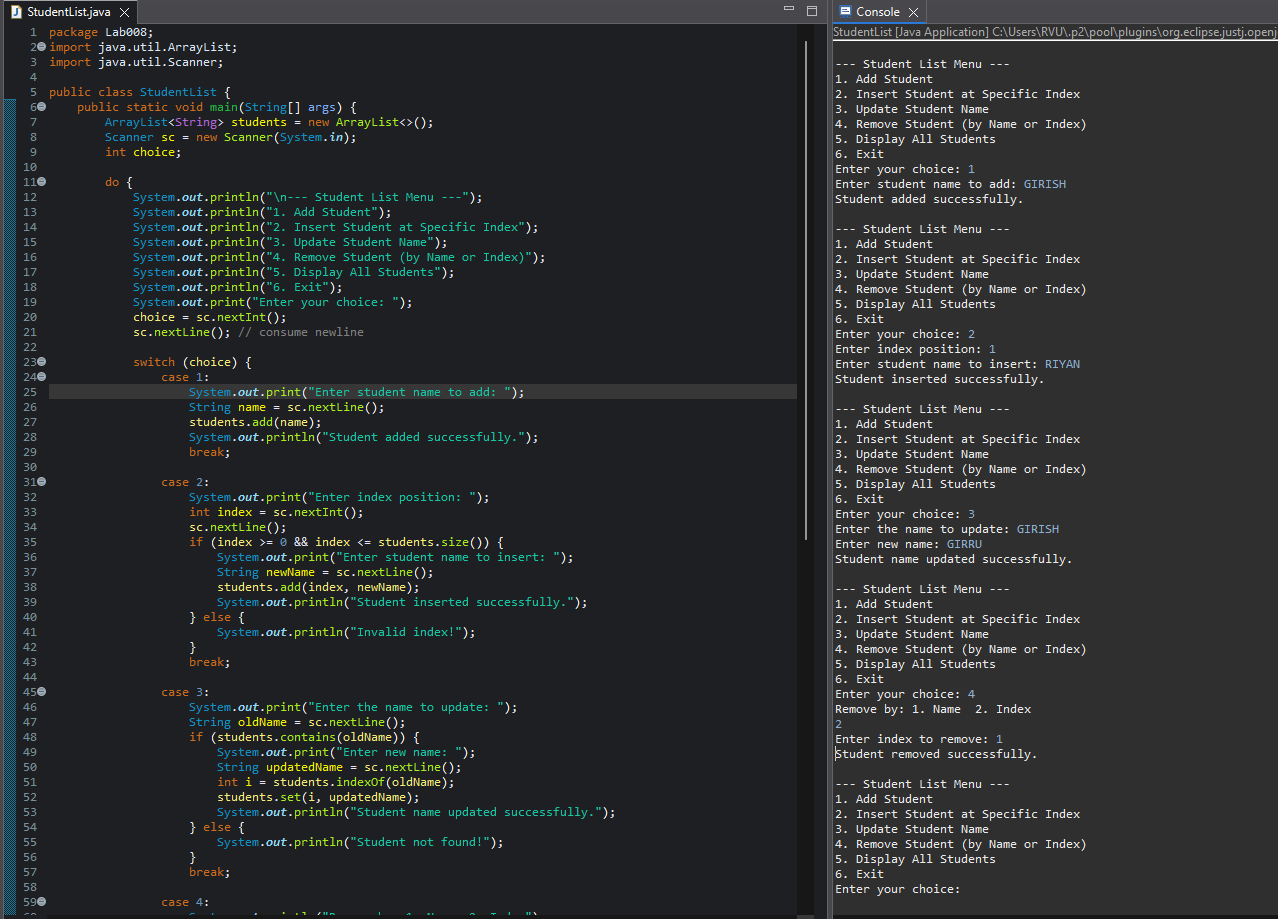 StudentList.java
1 package Lab008;
2 import java.util.ArrayList;
3 import java.util.Scanner;
4
5 public class StudentList {
6     public static void main(String[] args) {
7         ArrayList<String> students = new ArrayList<>();
8         Scanner sc = new Scanner(System.in);
9         int choice;
10
11         do {
12             System.out.println("\n--- Student List Menu ---");
13             System.out.println("1. Add Student");
14             System.out.println("2. Insert Student at Specific Index");
15             System.out.println("3. Update Student Name");
16             System.out.println("4. Remove Student (by Name or Index)");
17             System.out.println("5. Display All Students");
18             System.out.println("6. Exit");
19             System.out.print("Enter your choice: ");
20             choice = sc.nextInt();
21             sc.nextLine(); // consume newline
22
23             switch (choice) {
24                 case 1:
25                     System.out.print("Enter student name to add: ");
26                     String name = sc.nextLine();
27                     students.add(name);
28                     System.out.println("Student added successfully.");
29                     break;
30
31                 case 2:
32                     System.out.print("Enter index position: ");
33                     int index = sc.nextInt();
34                     sc.nextLine();
35                     if (index >= 0 && index <= students.size()) {
36                         System.out.print("Enter student name to insert: ");
37                         String newName = sc.nextLine();
38                         students.add(index, newName);
39                         System.out.println("Student inserted successfully.");
40                     } else {
41                         System.out.println("Invalid index!");
42                     }
43                     break;
44
45                 case 3:
46                     System.out.print("Enter the name to update: ");
47                     String oldName = sc.nextLine();
48                     if (students.contains(oldName)) {
49                         System.out.print("Enter new name: ");
50                         String updatedName = sc.nextLine();
51                         int i = students.indexOf(oldName);
52                         students.set(i, updatedName);
53                         System.out.println("Student name updated successfully.");
54                     } else {
55                         System.out.println("Student not found!");
56                     }
57                     break;
58
59                 case 4:
Console
StudentList [Java Application] C:\Users\RVU\.p2\pool\plugins\org.eclipse.justj.openj
--- Student List Menu ---
1. Add Student
2. Insert Student at Specific Index
3. Update Student Name
4. Remove Student (by Name or Index)
5. Display All Students
6. Exit
Enter your choice: 1
Enter student name to add: GIRISH
Student added successfully.
--- Student List Menu ---
1. Add Student
2. Insert Student at Specific Index
3. Update Student Name
4. Remove Student (by Name or Index)
5. Display All Students
6. Exit
Enter your choice: 2
Enter index position: 1
Enter student name to insert: RIYAN
Student inserted successfully.
--- Student List Menu ---
1. Add Student
2. Insert Student at Specific Index
3. Update Student Name
4. Remove Student (by Name or Index)
5. Display All Students
6. Exit
Enter your choice: 3
Enter the name to update: GIRISH
Enter new name: GIRRU
Student name updated successfully.
--- Student List Menu ---
1. Add Student
2. Insert Student at Specific Index
3. Update Student Name
4. Remove Student (by Name or Index)
5. Display All Students
6. Exit
Enter your choice: 4
Remove by: 1. Name  2. Index
2
Enter index to remove: 1
Student removed successfully.
--- Student List Menu ---
1. Add Student
2. Insert Student at Specific Index
3. Update Student Name
4. Remove Student (by Name or Index)
5. Display All Students
6. Exit
Enter your choice: